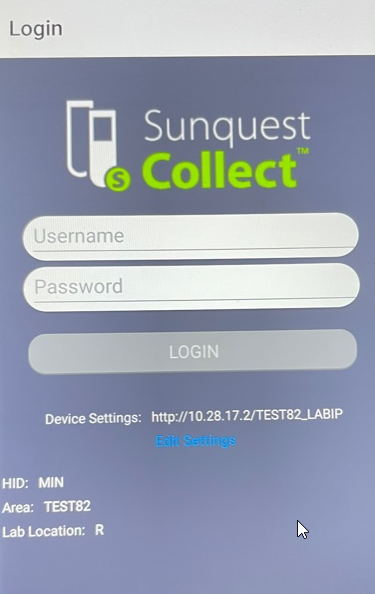 Login
Sunquest
Collect™
S
Username
Password
LOGIN
Device Settings: http://10.28.17.2/TEST82_LABIP
Edit Settings
HID: MIN
Area: TEST82
Lab Location: R